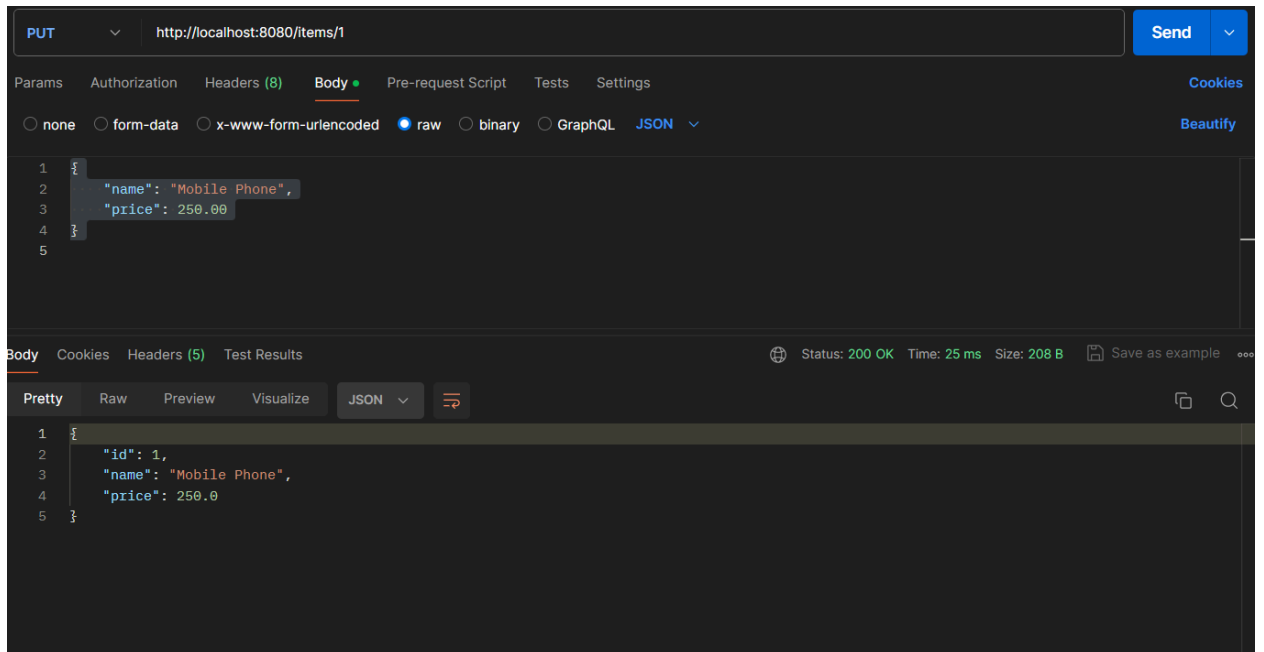 PUT http://localhost:8080/items/1 Send
Params Authorization Headers (8) Body Pre-request Script Tests Settings Cookies
none form-data x-www-form-urlencoded raw binary GraphQL JSON Beautify
1 {
2 "name": "Mobile Phone",
3 "price": 250.00
4 }
5
Body Cookies Headers (5) Test Results Status: 200 OK Time: 25 ms Size: 208 B Save as example
Pretty Raw Preview Visualize JSON
1 {
2 "id": 1,
3 "name": "Mobile Phone",
4 "price": 250.0
5 }